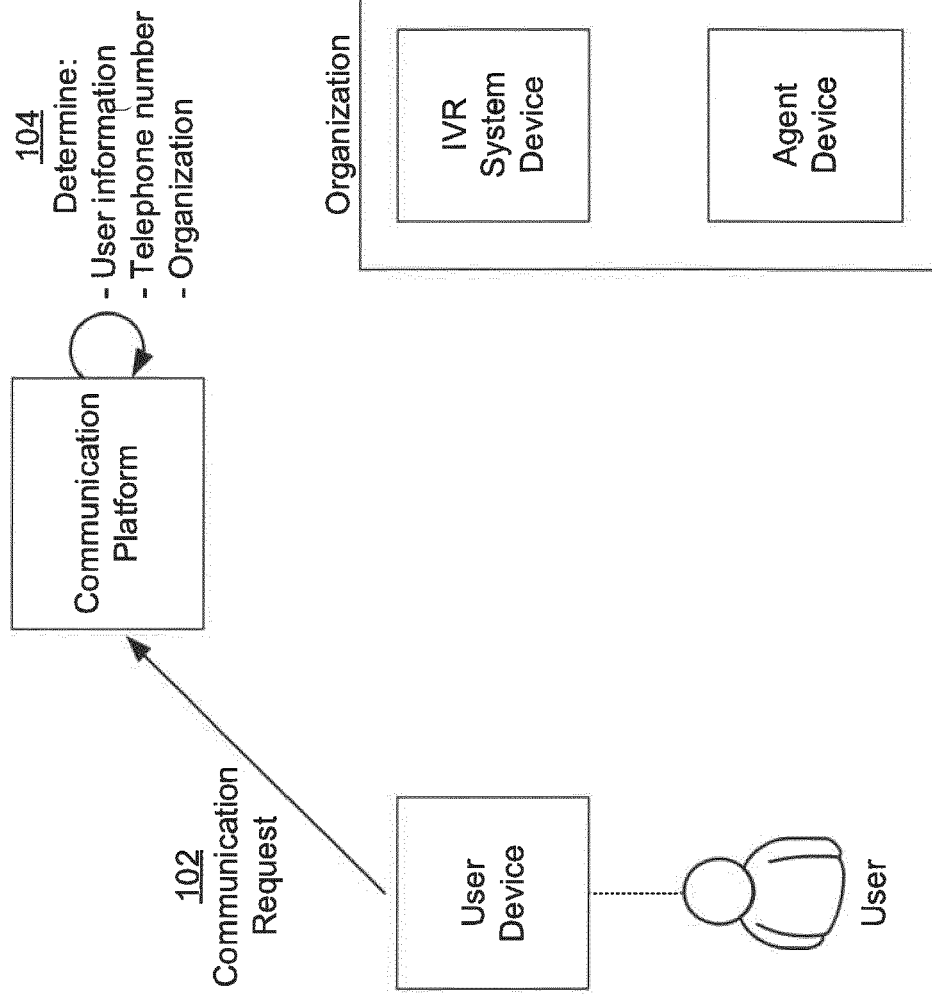 104
Determine:
- User information
- Telephone number
- Organization
Communication
Platform
102
Communication
Request
Organization
IVR
System
Device
Agent
Device
User
Device
User